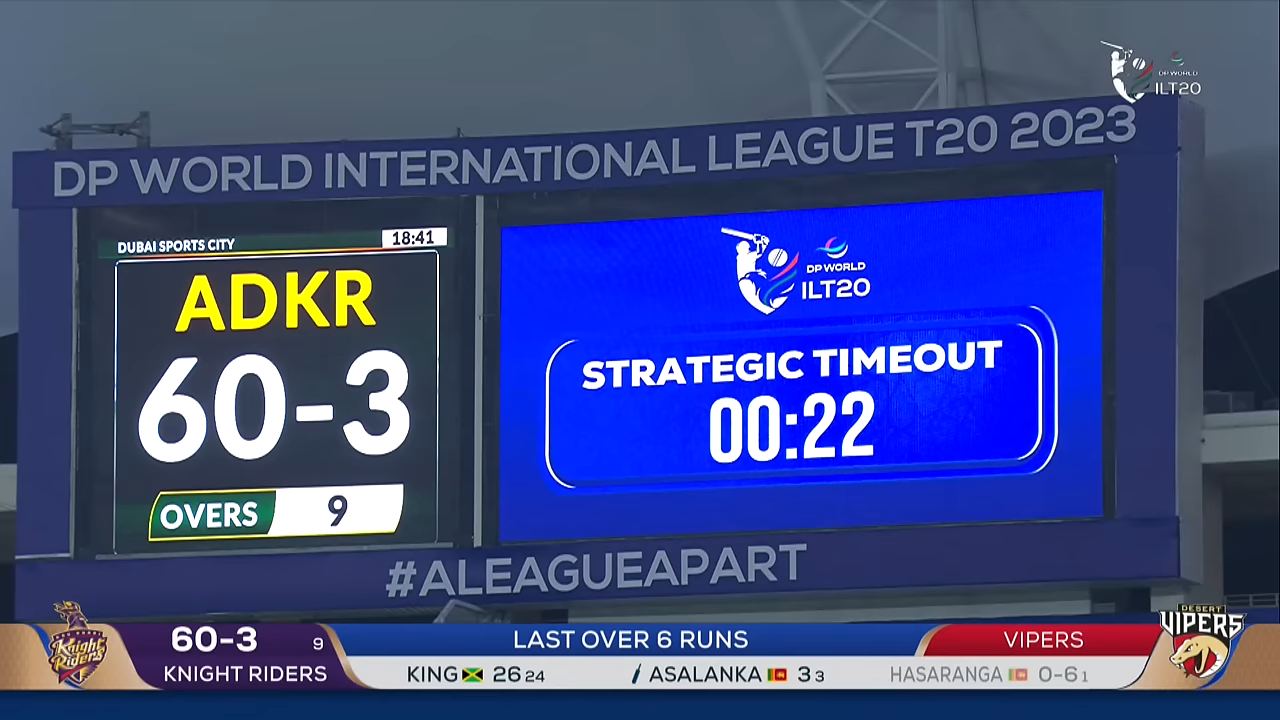 DP WORLD
ILT20
DP WORLD INTERNATIONAL LEAGUE T20 2023
DUBAI SPORTS CITY 18:41
ADKR
60-3
OVERS 9
DP WORLD
ILT20
STRATEGIC TIMEOUT
00:22
#ALEAGUEAPART
Knight Riders
60-3 9
KNIGHT RIDERS
LAST OVER 6 RUNS
KING 26 24
ASALANKA 3 3
VIPERS
HASARANGA 0-6 1
DESERT
VIPERS